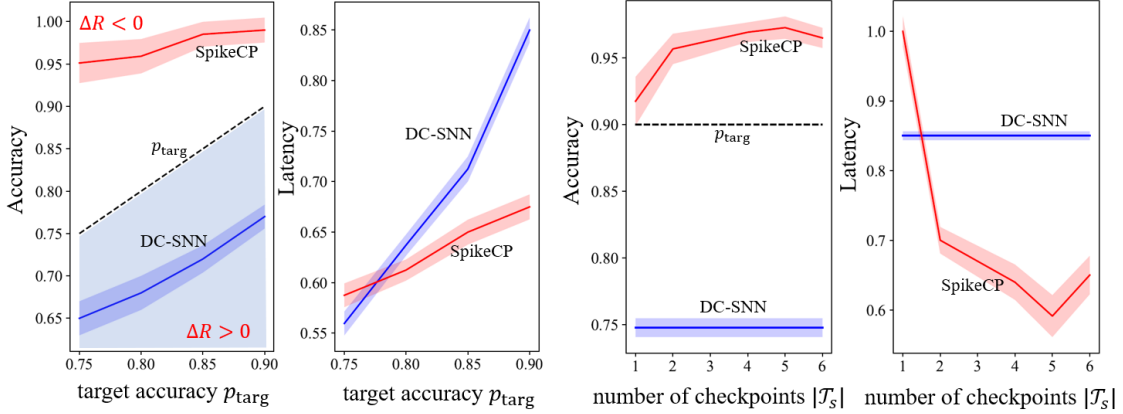 ΔR < 0
SpikeCP
p_targ
DC-SNN
ΔR > 0
Accuracy
1.00
0.95
0.90
0.85
0.80
0.75
0.70
0.65
0.75 0.80 0.85 0.90
target accuracy p_targ
DC-SNN
SpikeCP
Latency
0.85
0.80
0.75
0.70
0.65
0.60
0.55
0.75 0.80 0.85 0.90
target accuracy p_targ
SpikeCP
p_targ
DC-SNN
Accuracy
0.95
0.90
0.85
0.80
0.75
1 2 3 4 5 6
number of checkpoints |𝒯_s|
DC-SNN
SpikeCP
Latency
1.0
0.9
0.8
0.7
0.6
1 2 3 4 5 6
number of checkpoints |𝒯_s|